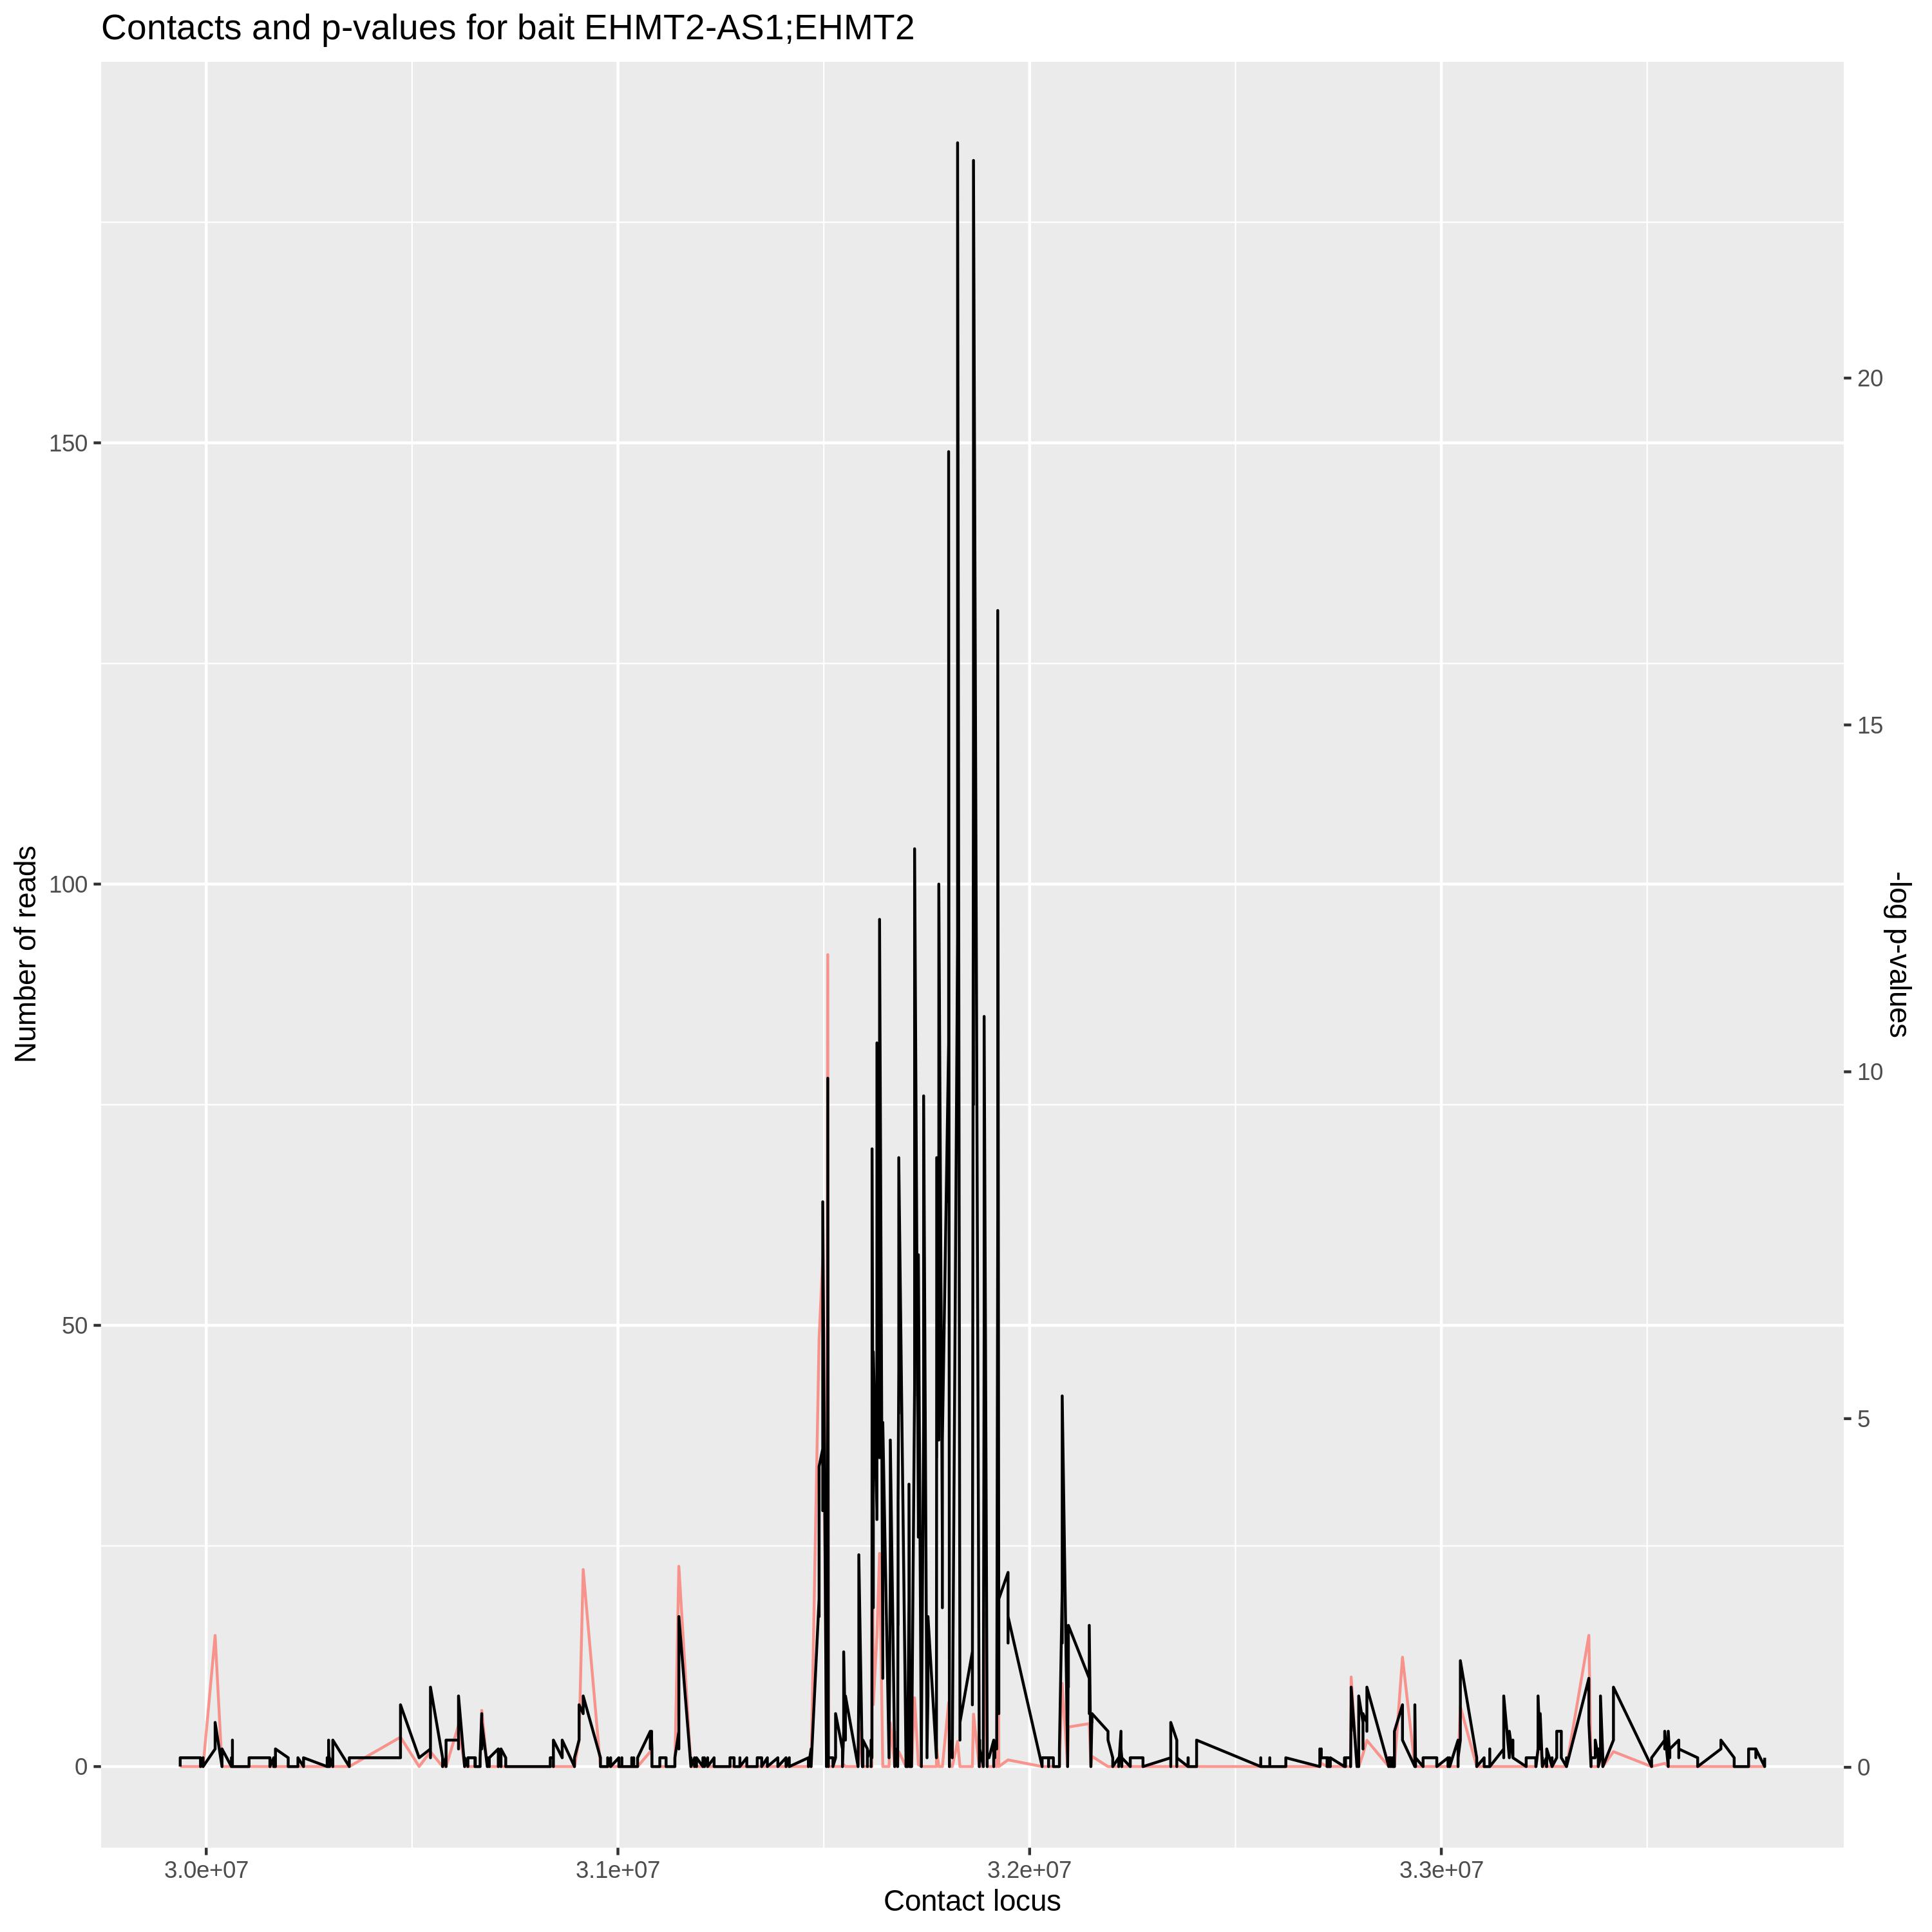 Contacts and p-values for bait EHMT2-AS1;EHMT2
Number of reads
150
100
50
0
20
15
10
5
0
-log p-values
3.0e+07
3.1e+07
3.2e+07
3.3e+07
Contact locus